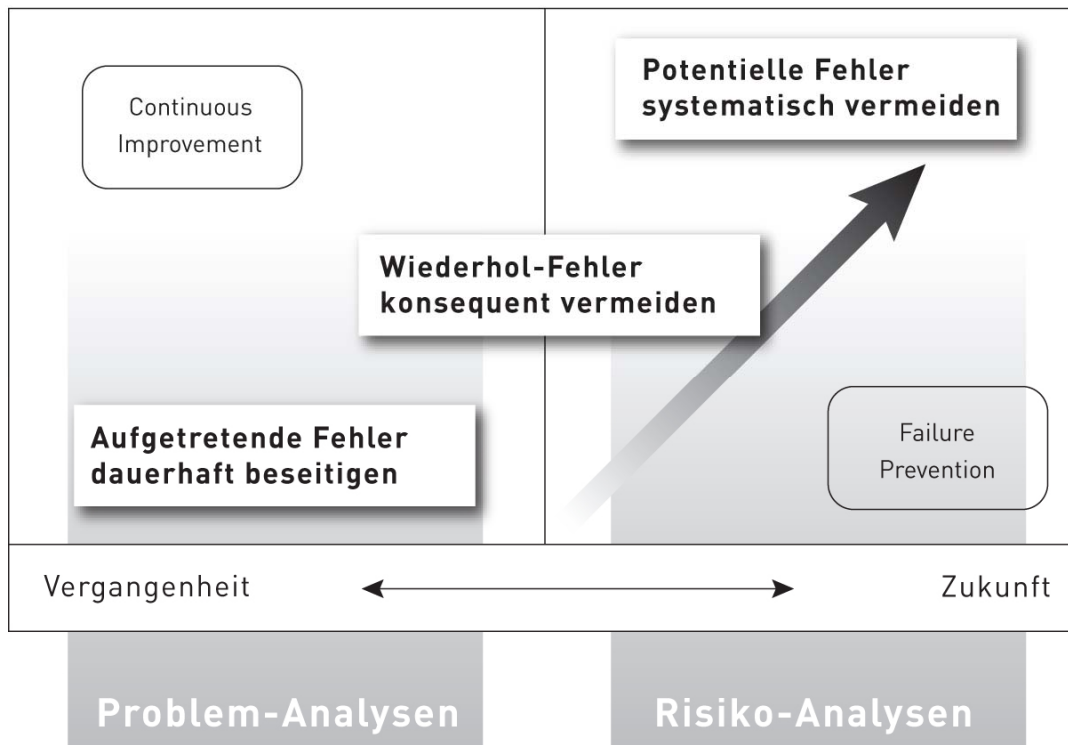 Continuous
Improvement
Potentielle Fehler
systematisch vermeiden
Wiederhol-Fehler
konsequent vermeiden
Aufgetretende Fehler
dauerhaft beseitigen
Failure
Prevention
Vergangenheit
Zukunft
Problem-Analysen
Risiko-Analysen